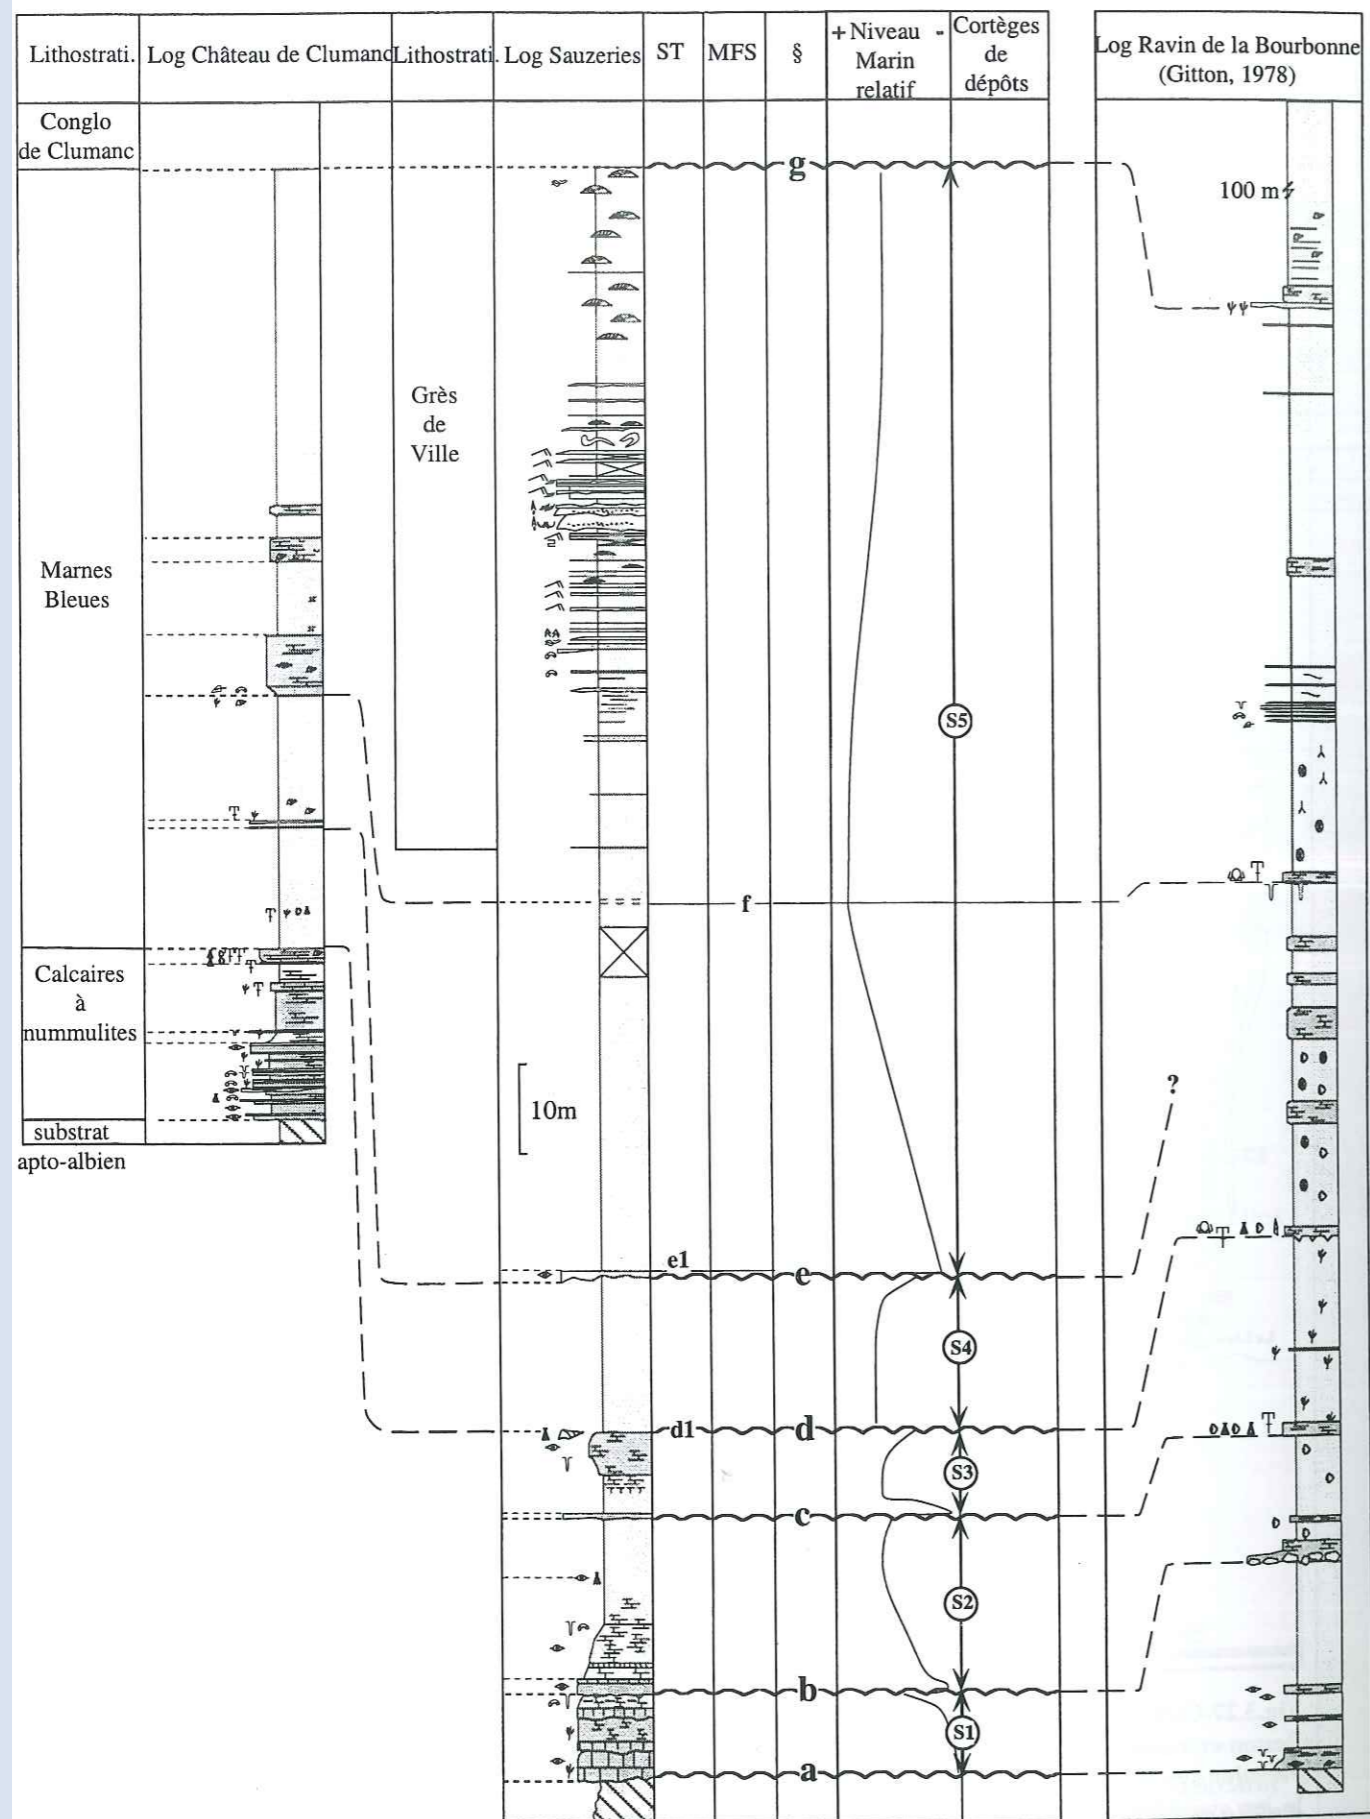 Lithostrati.
Log Château de Clumanc
Lithostrati.
Log Sauzeries
ST
MFS
§
+ Niveau -
Marin
relatif
Cortèges
de
dépôts
Log Ravin de la Bourbonne
(Gitton, 1978)
Conglo
de Clumanc
g
100 m
Grès
de
Ville
Marnes
Bleues
S5
f
Calcaires
à
nummulites
10m
?
substrat
apto-albien
e1
e
S4
d1
d
S3
c
S2
b
S1
a